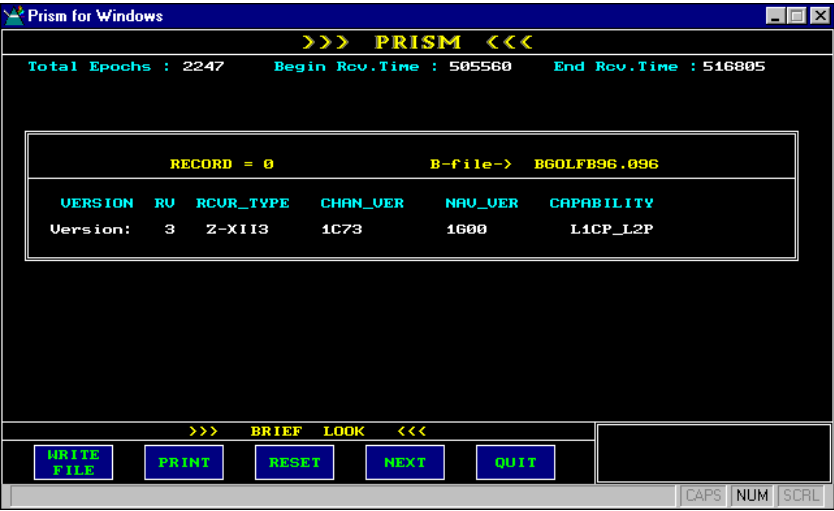 Prism for Windows
>>> PRISM <<<
Total Epochs : 2247 Begin Rcv.Time : 505560 End Rcv.Time : 516805
RECORD = 0 B-file-> BGOLFB96.096
VERSION RV RCVR_TYPE CHAN_VER NAV_VER CAPABILITY
Version: 3 Z-XII3 1C73 1G00 L1CP_L2P
>>> BRIEF LOOK <<<
WRITE FILE PRINT RESET NEXT QUIT
CAPS NUM SCRL